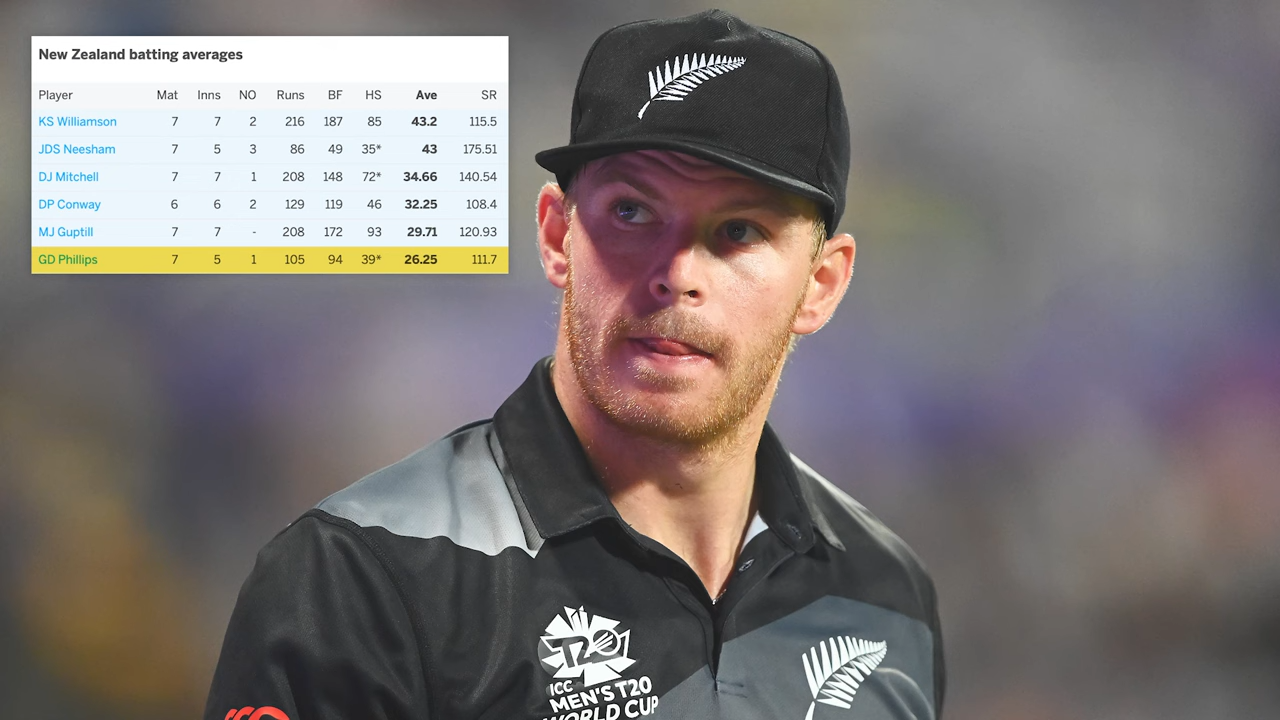 New Zealand batting averages
Player Mat Inns NO Runs BF HS Ave SR
KS Williamson 7 7 2 216 187 85 43.2 115.5
JDS Neesham 7 5 3 86 49 35* 43 175.51
DJ Mitchell 7 7 1 208 148 72* 34.66 140.54
DP Conway 6 6 2 129 119 46 32.25 108.4
MJ Guptill 7 7 - 208 172 93 29.71 120.93
GD Phillips 7 5 1 105 94 39* 26.25 111.7
T20
ICC
MEN'S T20
WORLD CUP